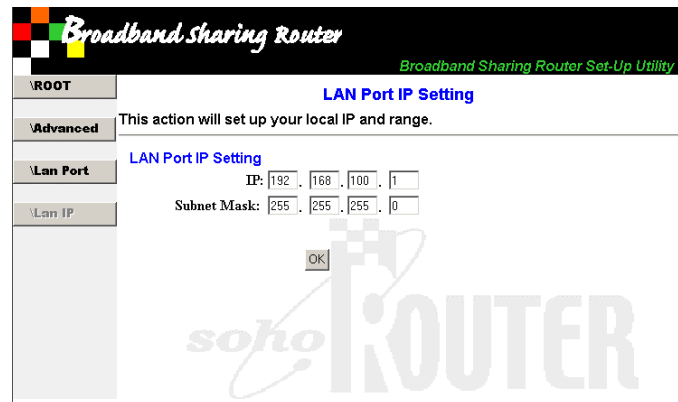 Broadband Sharing Router
Broadband Sharing Router Set-Up Utility
\ROOT
\Advanced
\Lan Port
\Lan IP
LAN Port IP Setting
This action will set up your local IP and range.
LAN Port IP Setting
IP: 192 . 168 . 100 . 1
Subnet Mask: 255 . 255 . 255 . 0
OK
soho ROUTER